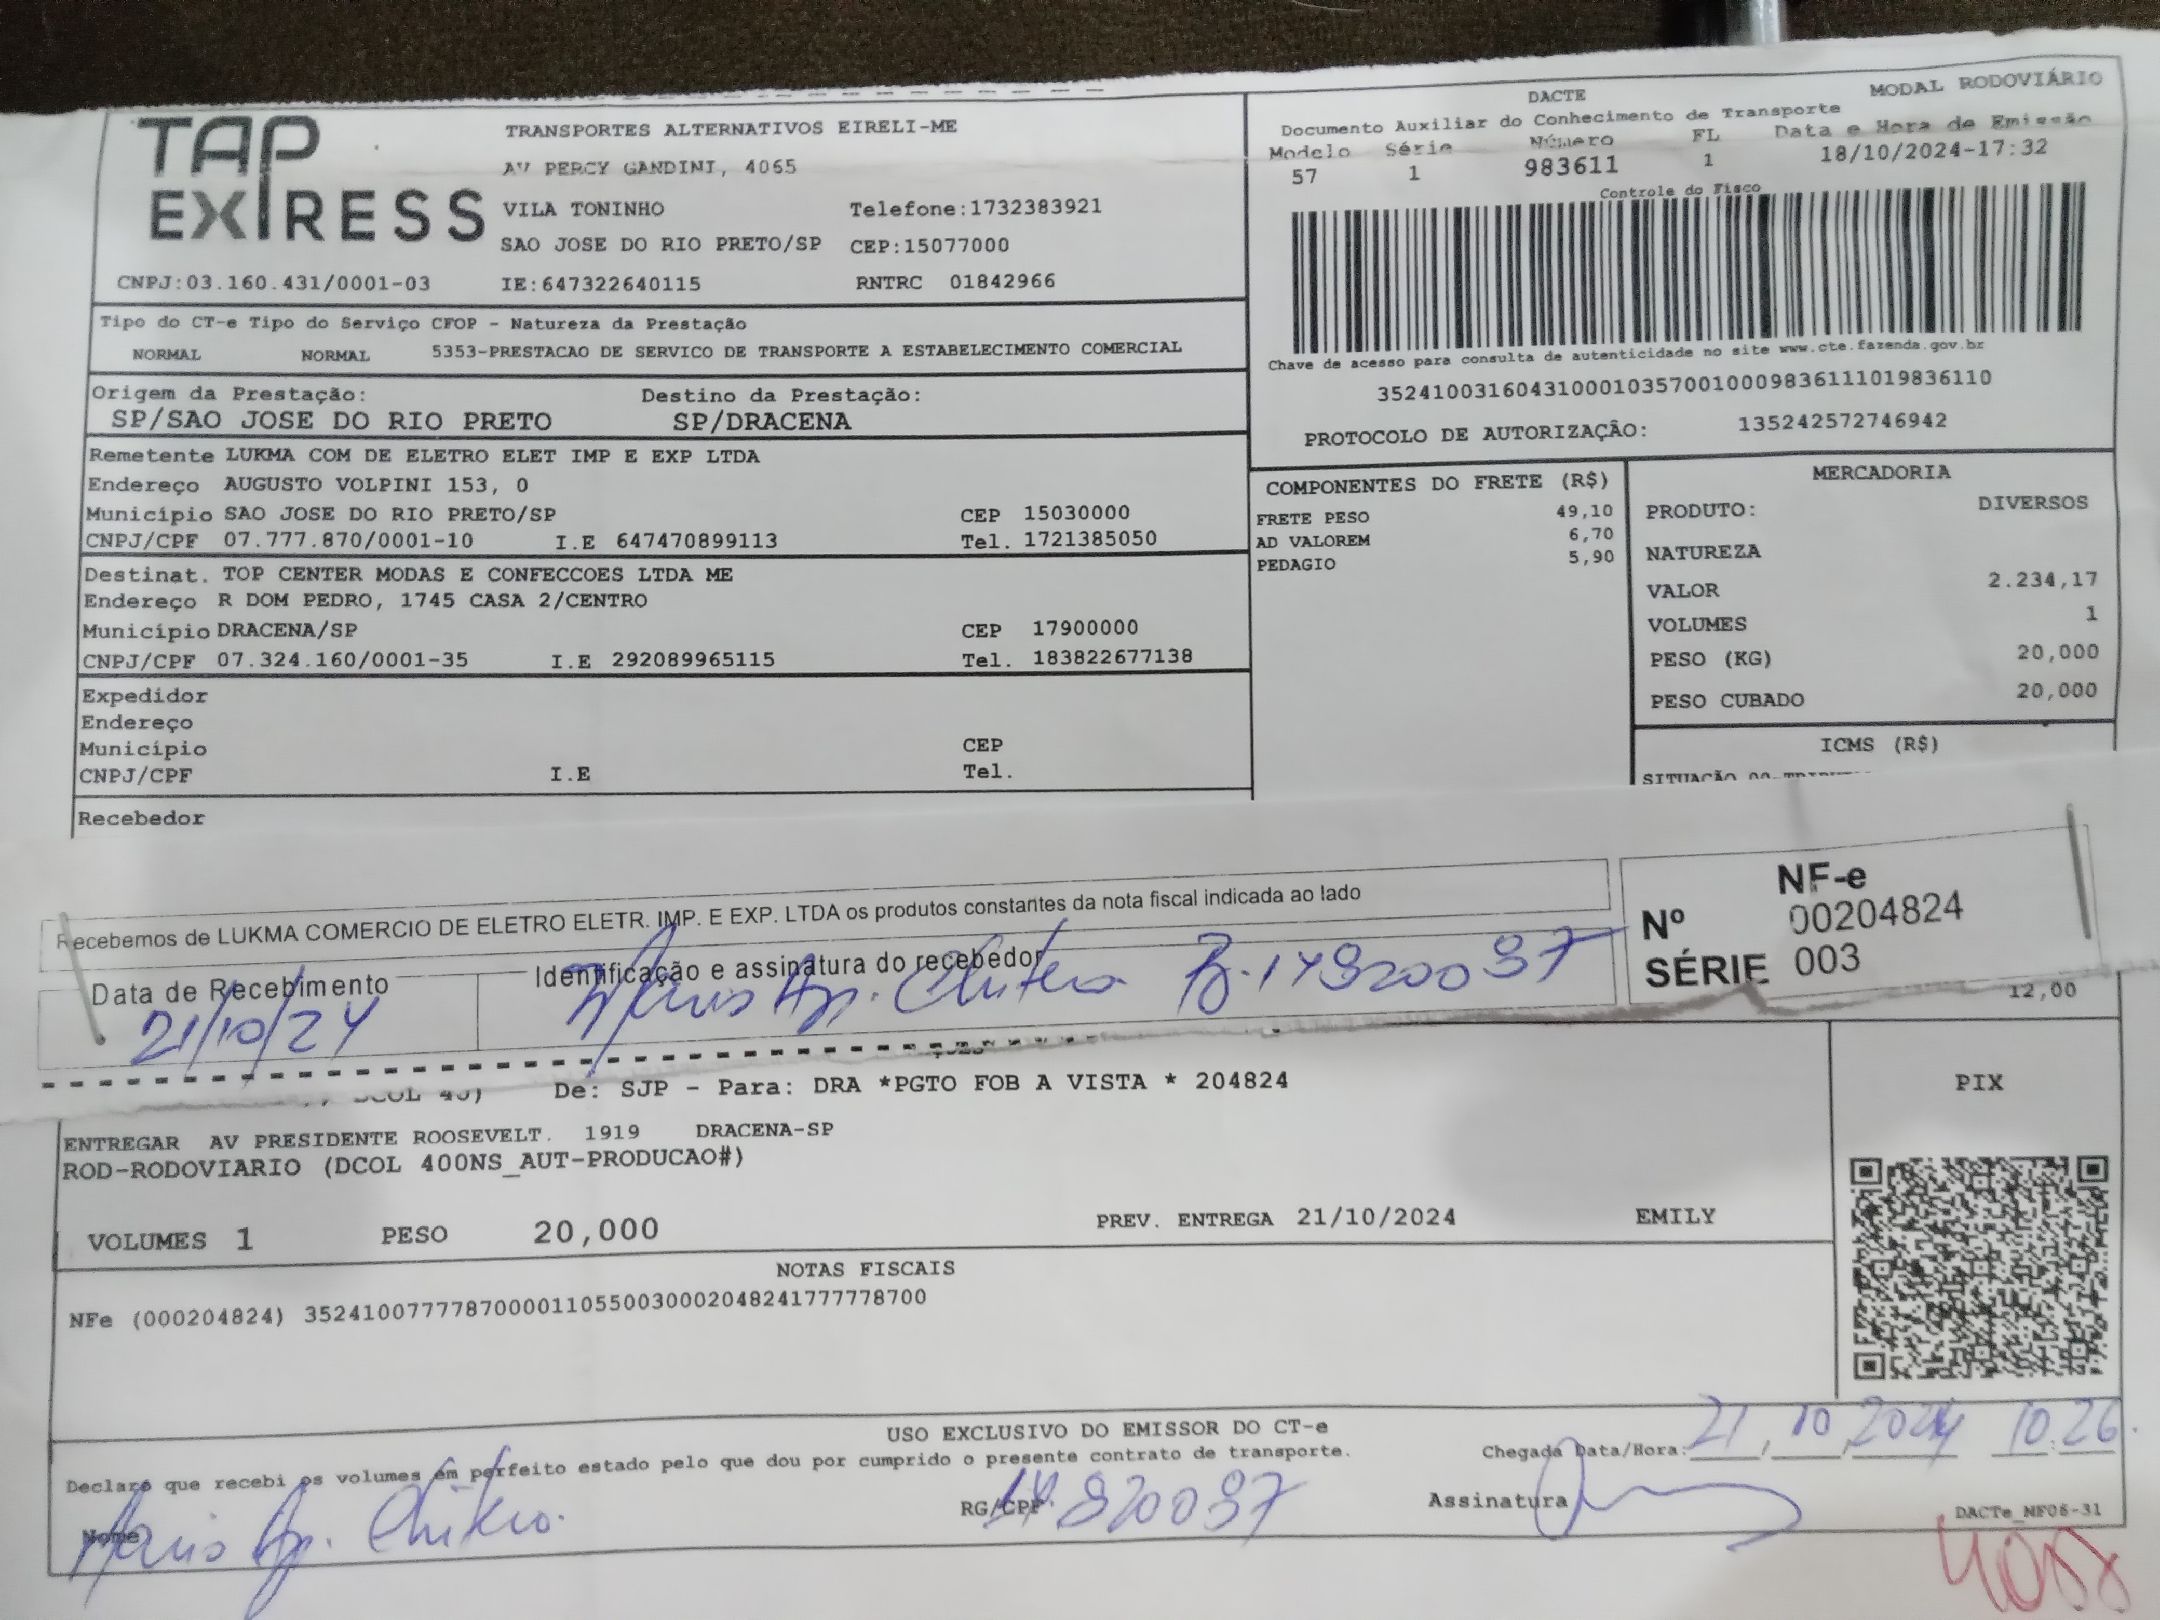 TAP EXPRESS
TRANSPORTES ALTERNATIVOS EIRELI-ME
AV PERCY GANDINI, 4065
VILA TONINHO Telefone:1732383921
SAO JOSE DO RIO PRETO/SP CEP:15077000
CNPJ:03.160.431/0001-03 IE:647322640115 RNTRC 01842966
DACTE MODAL RODOVIÁRIO
Documento Auxiliar do Conhecimento de Transporte
Modelo Série Número FL Data e Hora de Emissão
57 1 983611 1 18/10/2024-17:32
Controle do Fisco
Chave de acesso para consulta de autenticidade no site www.cte.fazenda.gov.br
35241003160431000103570010009836111019836110
PROTOCOLO DE AUTORIZAÇÃO: 135242572746942
Tipo do CT-e Tipo do Serviço CFOP - Natureza da Prestação
NORMAL NORMAL 5353-PRESTACAO DE SERVICO DE TRANSPORTE A ESTABELECIMENTO COMERCIAL
Origem da Prestação: Destino da Prestação:
SP/SAO JOSE DO RIO PRETO SP/DRACENA
Remetente LUKMA COM DE ELETRO ELET IMP E EXP LTDA
Endereço AUGUSTO VOLPINI 153, 0
Município SAO JOSE DO RIO PRETO/SP CEP 15030000
CNPJ/CPF 07.777.870/0001-10 I.E 647470899113 Tel. 1721385050
Destinat. TOP CENTER MODAS E CONFECCOES LTDA ME
Endereço R DOM PEDRO, 1745 CASA 2/CENTRO
Município DRACENA/SP CEP 17900000
CNPJ/CPF 07.324.160/0001-35 I.E 292089965115 Tel. 183822677138
Expedidor
Endereço
Município CEP
CNPJ/CPF I.E Tel.
Recebedor
COMPONENTES DO FRETE (R$)
FRETE PESO 49,10
AD VALOREM 6,70
PEDAGIO 5,90
MERCADORIA
PRODUTO: DIVERSOS
NATUREZA
VALOR 2.234,17
VOLUMES 1
PESO (KG) 20,000
PESO CUBADO 20,000
ICMS (R$)
SITUAÇÃO
Recebemos de LUKMA COMERCIO DE ELETRO ELETR. IMP. E EXP. LTDA os produtos constantes da nota fiscal indicada ao lado
Data de Recebimento Identificação e assinatura do recebedor
21/10/24
NF-e
Nº 00204824
SÉRIE 003
12,00
De: SJP - Para: DRA *PGTO FOB A VISTA * 204824
ENTREGAR AV PRESIDENTE ROOSEVELT. 1919 DRACENA-SP
ROD-RODOVIARIO (DCOL 400NS_AUT-PRODUCAO#)
VOLUMES 1 PESO 20,000 PREV. ENTREGA 21/10/2024 EMILY
PIX
NOTAS FISCAIS
NFe (000204824) 35241007777870000110550030002048241777778700
USO EXCLUSIVO DO EMISSOR DO CT-e
Declaro que recebi os volumes em perfeito estado pelo que dou por cumprido o presente contrato de transporte.
Chegada Data/Hora: 21 10 2024 10:26
Nome RG/CPF Assinatura
DACTe_NF06-31